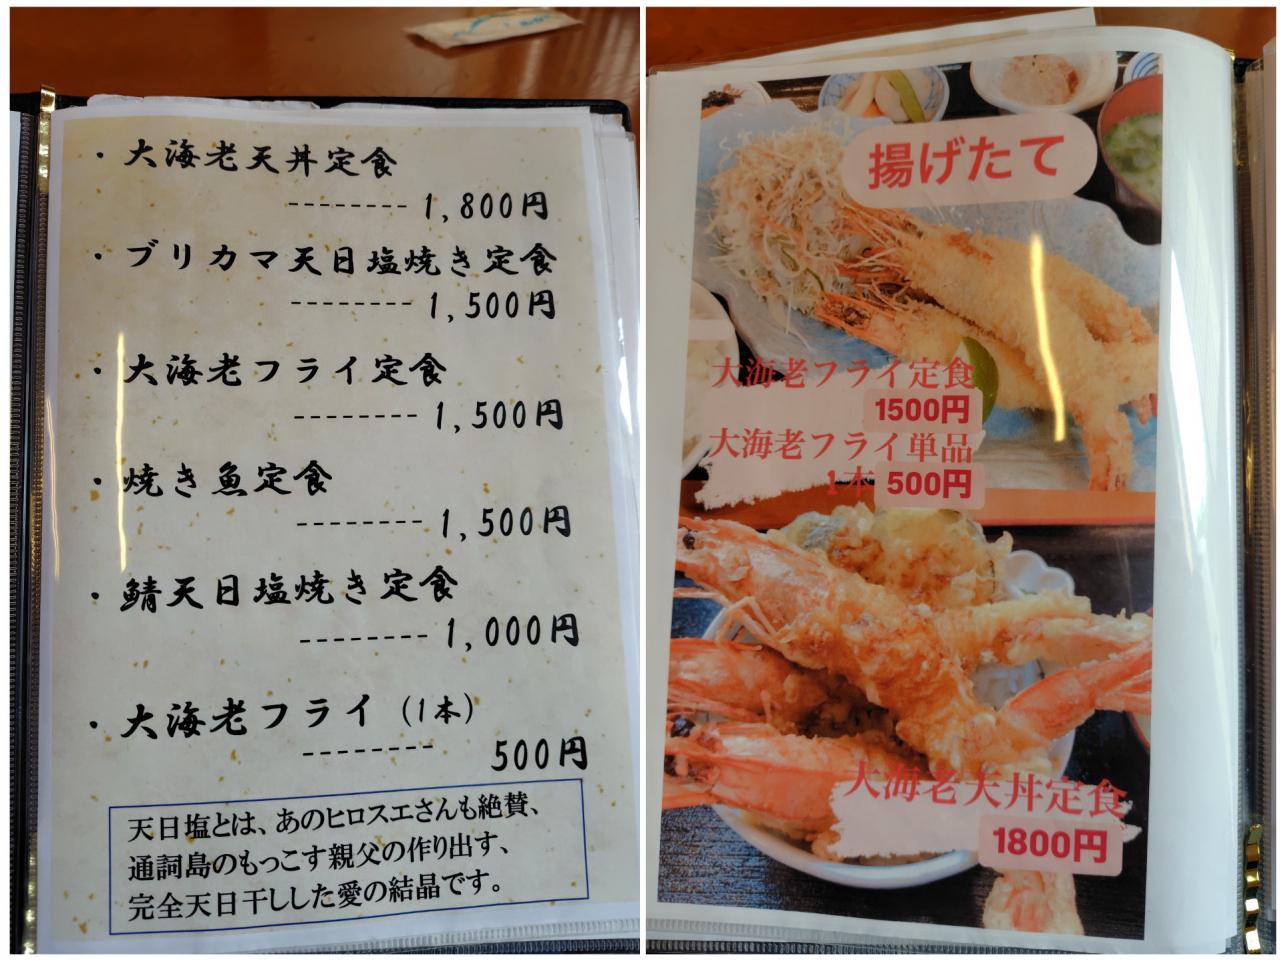 ・大海老天丼定食
-------- 1,800円
・ブリカマ天日塩焼き定食
-------- 1,500円
・大海老フライ定食
-------- 1,500円
・焼き魚定食
-------- 1,500円
・鯖天日塩焼き定食
-------- 1,000円
・大海老フライ(1本)
-------- 500円
天日塩とは、あのヒロスエさんも絶賛、
通詞島のもっこす親父の作り出す、
完全天日干しした愛の結晶です。
揚げたて
大海老フライ定食
1500円
大海老フライ単品
1本 500円
大海老天丼定食
1800円